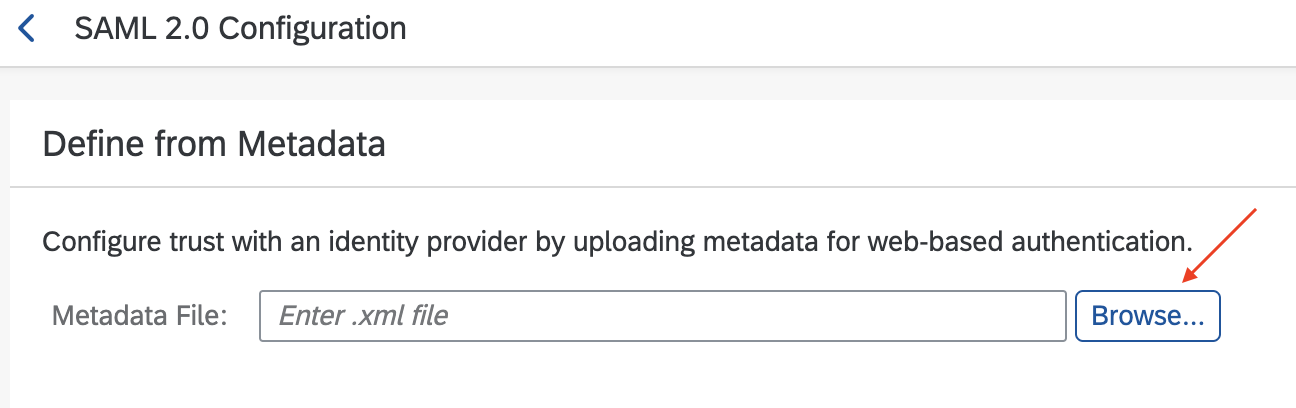 SAML 2.0 Configuration
Define from Metadata
Configure trust with an identity provider by uploading metadata for web-based authentication.
Metadata File: Enter .xml file Browse...